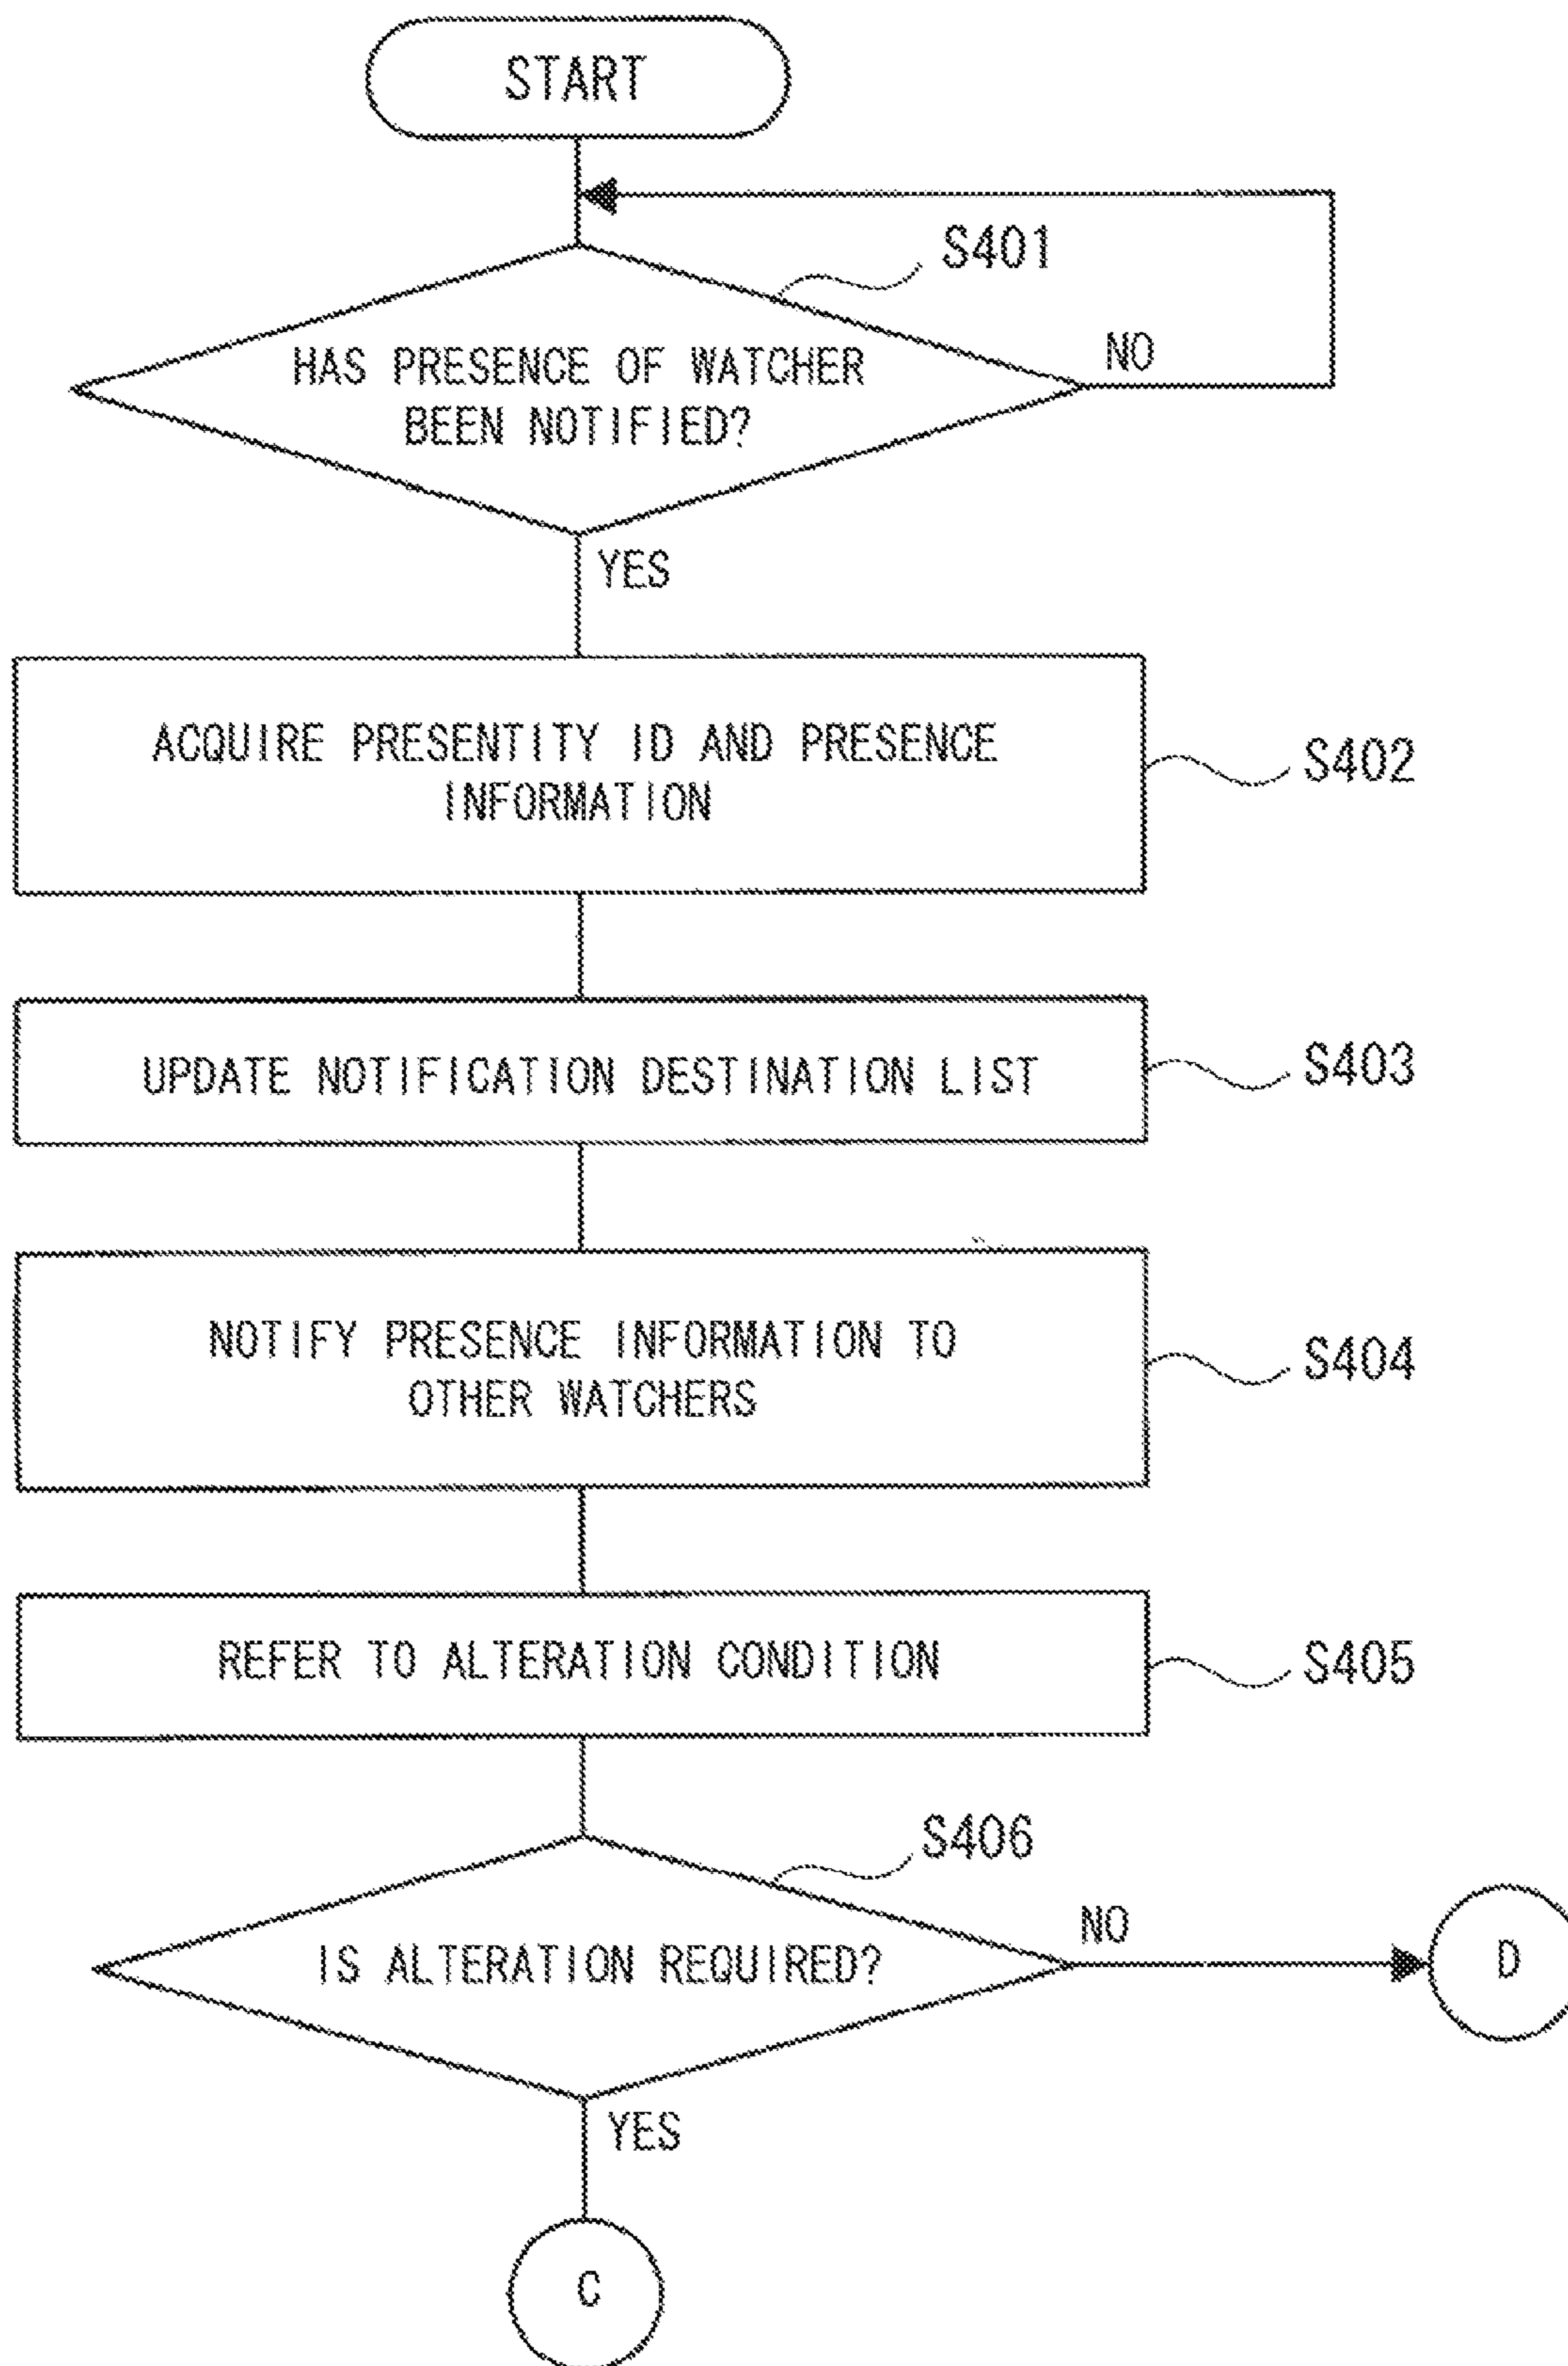 START
S401
HAS PRESENCE OF WATCHER
BEEN NOTIFIED?
NO
YES
ACQUIRE PRESENTITY ID AND PRESENCE
INFORMATION
S402
UPDATE NOTIFICATION DESTINATION LIST
S403
NOTIFY PRESENCE INFORMATION TO
OTHER WATCHERS
S404
REFER TO ALTERATION CONDITION
S405
S406
IS ALTERATION REQUIRED?
NO
D
YES
C